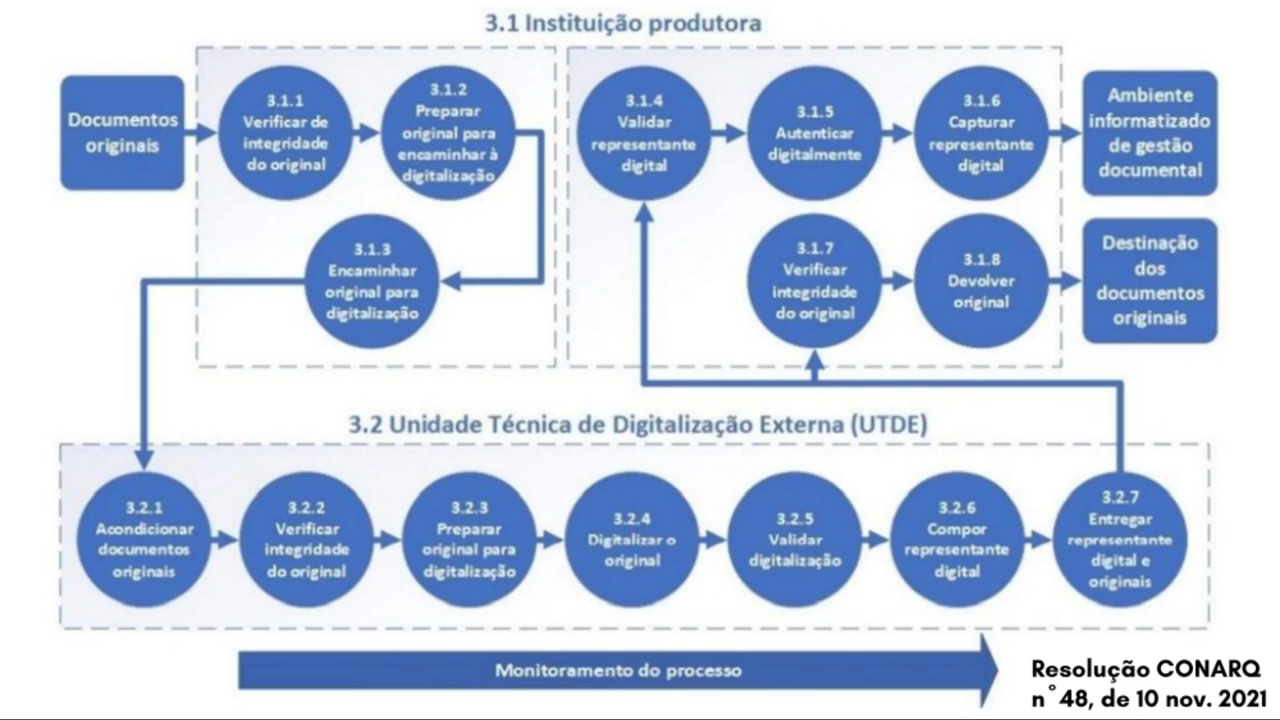 3.1 Instituição produtora
Documentos
originais
3.1.1
Verificar de
integridade
do original
3.1.2
Preparar
original para
encaminhar à
digitalização
3.1.3
Encaminhar
original para
digitalização
3.1.4
Validar
representante
digital
3.1.5
Autenticar
digitalmente
3.1.6
Capturar
representante
digital
Ambiente
informatizado
de gestão
documental
3.1.7
Verificar
integridade
do original
3.1.8
Devolver
original
Destinação
dos
documentos
originais
3.2 Unidade Técnica de Digitalização Externa (UTDE)
3.2.1
Acondicionar
documentos
originais
3.2.2
Verificar
integridade
do original
3.2.3
Preparar
original para
digitalização
3.2.4
Digitalizar o
original
3.2.5
Validar
digitalização
3.2.6
Compor
representante
digital
3.2.7
Entregar
representante
digital e
originais
Monitoramento do processo
Resolução CONARQ
n°48, de 10 nov. 2021